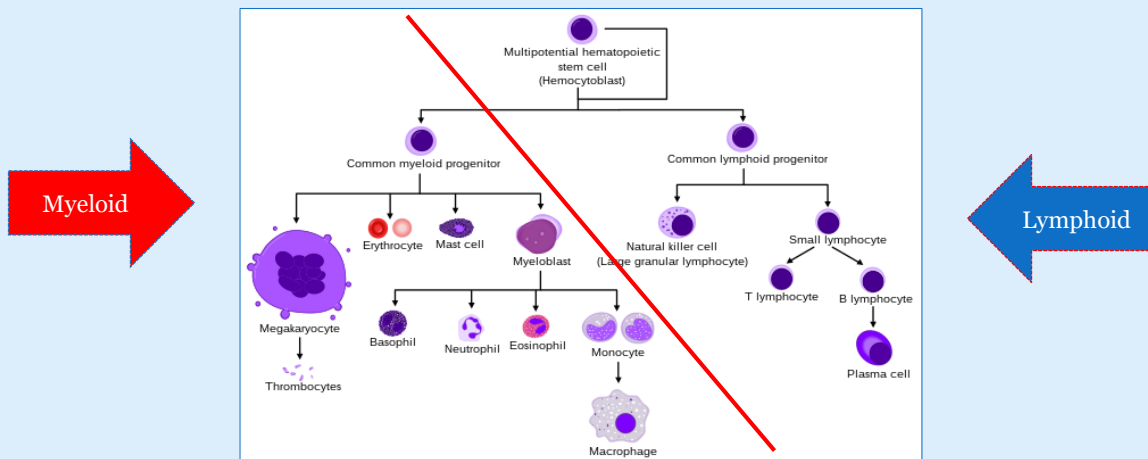 Multipotential hematopoietic
stem cell
(Hemocytoblast)
Common myeloid progenitor
Common lymphoid progenitor
Myeloid
Lymphoid
Erythrocyte
Mast cell
Myeloblast
Natural killer cell
(Large granular lymphocyte)
Small lymphocyte
T lymphocyte
B lymphocyte
Megakaryocyte
Basophil
Neutrophil
Eosinophil
Monocyte
Plasma cell
Thrombocytes
Macrophage